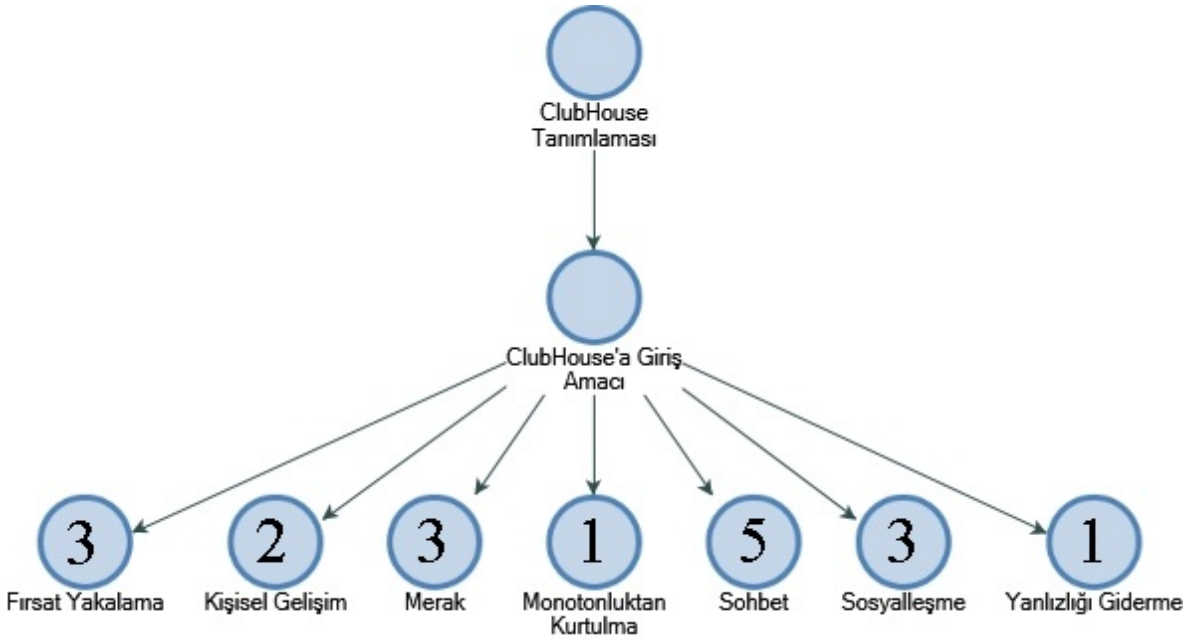 ClubHouse
Tanımlaması
ClubHouse'a Giriş
Amacı
3
2
3
1
5
3
1
Fırsat Yakalama
Kişisel Gelişim
Merak
Monotonluktan
Kurtulma
Sohbet
Sosyalleşme
Yanlızlığı Giderme